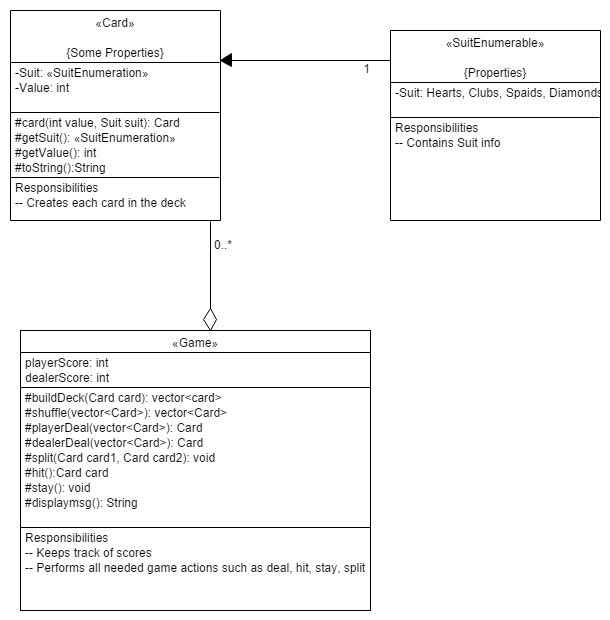 «Card»
{Some Properties}
-Suit: «SuitEnumeration»
-Value: int
#card(int value, Suit suit): Card
#getSuit(): «SuitEnumeration»
#getValue(): int
#toString():String
Responsibilities
-- Creates each card in the deck
«SuitEnumerable»
{Properties}
-Suit: Hearts, Clubs, Spaids, Diamonds
Responsibilities
-- Contains Suit info
1
0..*
«Game»
playerScore: int
dealerScore: int
#buildDeck(Card card): vector<card>
#shuffle(vector<Card>): vector<Card>
#playerDeal(vector<Card>): Card
#dealerDeal(vector<Card>): Card
#split(Card card1, Card card2): void
#hit():Card card
#stay(): void
#displaymsg(): String
Responsibilities
-- Keeps track of scores
-- Performs all needed game actions such as deal, hit, stay, split